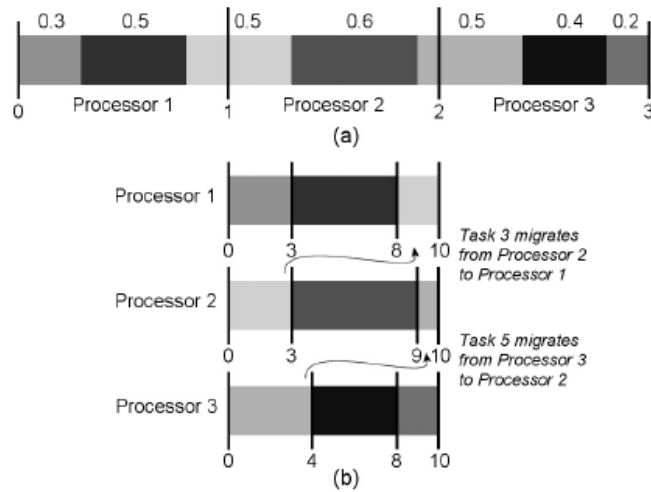 0.3 0.5 0.5 0.6 0.5 0.4 0.2
0 Processor 1 1 Processor 2 2 Processor 3 3
(a)
Processor 1
0 3 8 10
Task 3 migrates
from Processor 2
to Processor 1
Processor 2
0 3 9 10
Task 5 migrates
from Processor 3
to Processor 2
Processor 3
0 4 8 10
(b)